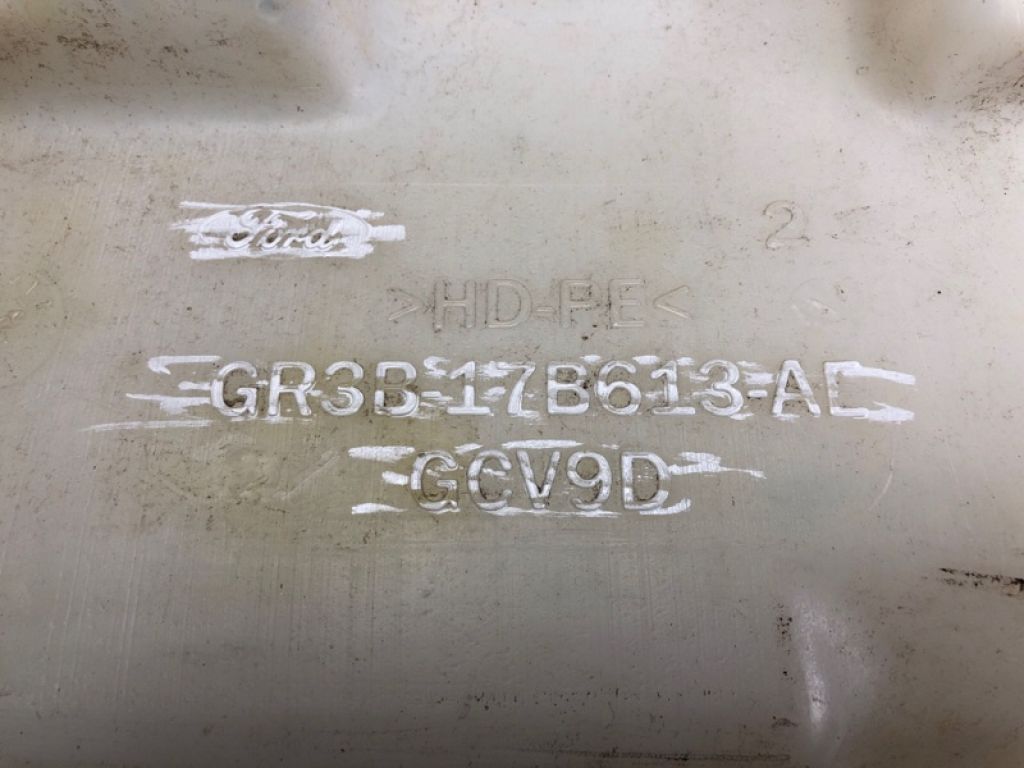 Ford
2
>HD-PE<
GR3B-17B613-AL
GCV9D